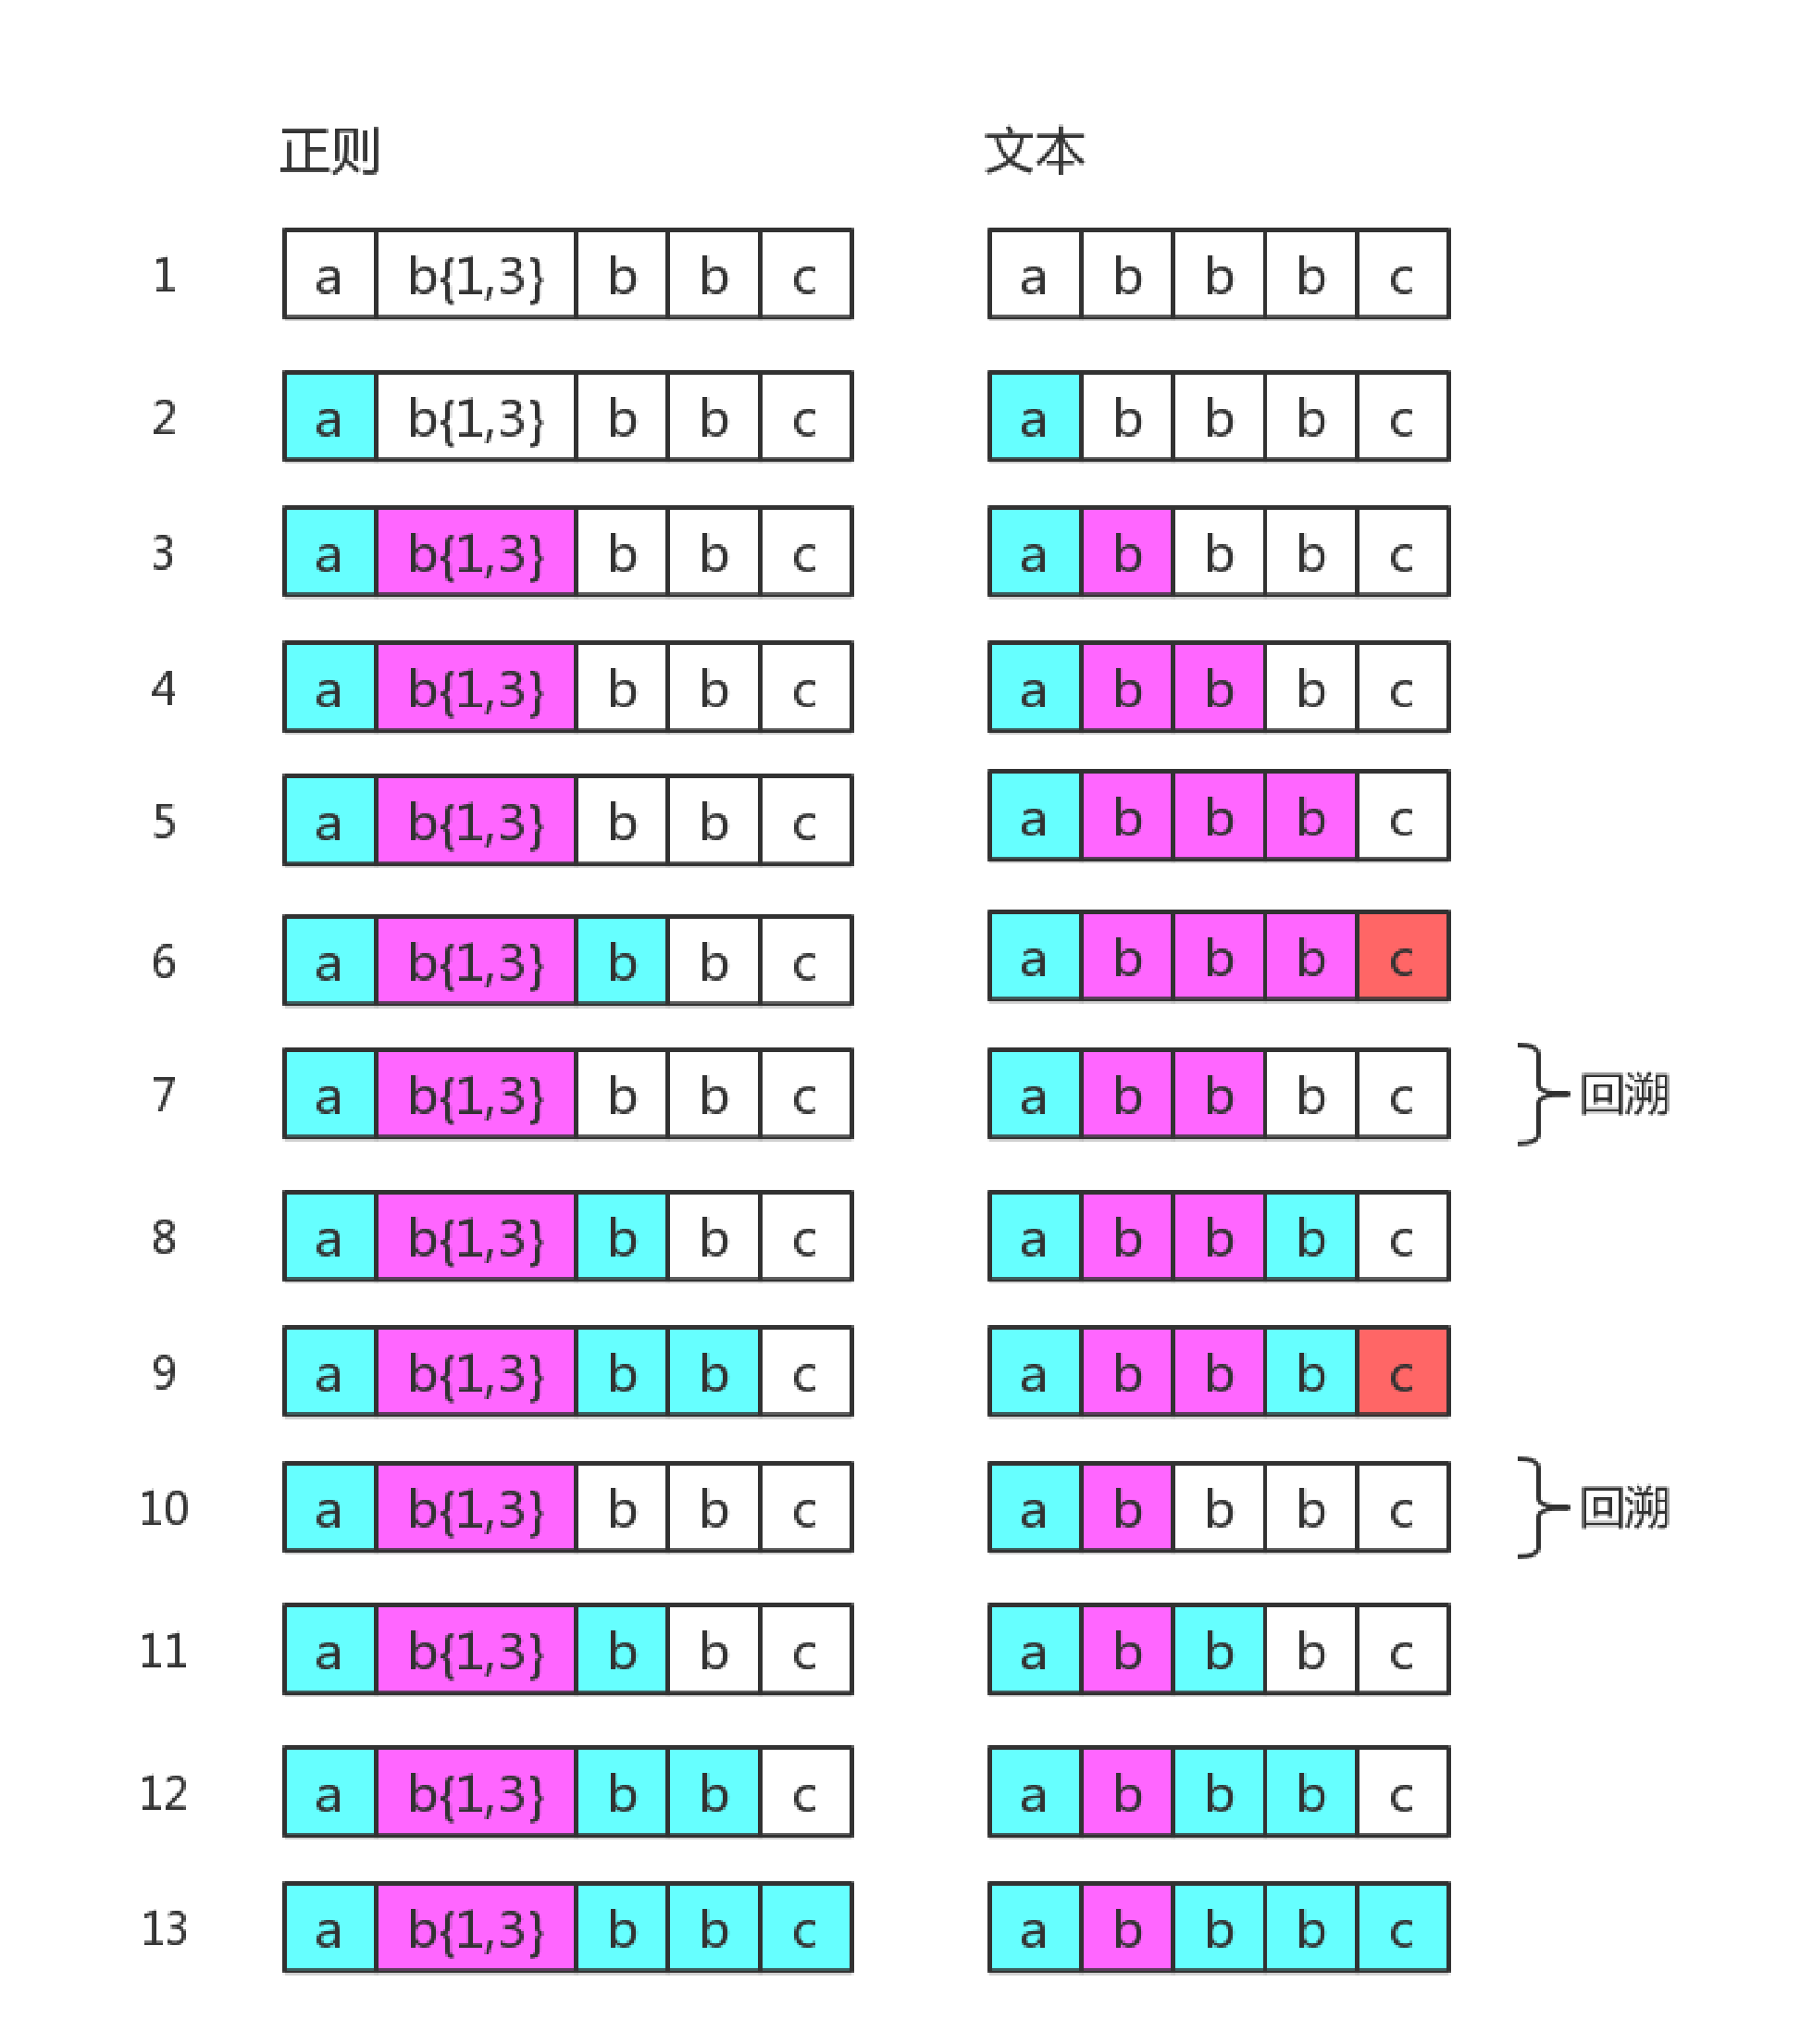 正则 文本
1 a b{1,3} b b c a b b b c
2 a b{1,3} b b c a b b b c
3 a b{1,3} b b c a b b b c
4 a b{1,3} b b c a b b b c
5 a b{1,3} b b c a b b b c
6 a b{1,3} b b c a b b b c
7 a b{1,3} b b c a b b b c 回溯
8 a b{1,3} b b c a b b b c
9 a b{1,3} b b c a b b b c
10 a b{1,3} b b c a b b b c 回溯
11 a b{1,3} b b c a b b b c
12 a b{1,3} b b c a b b b c
13 a b{1,3} b b c a b b b c